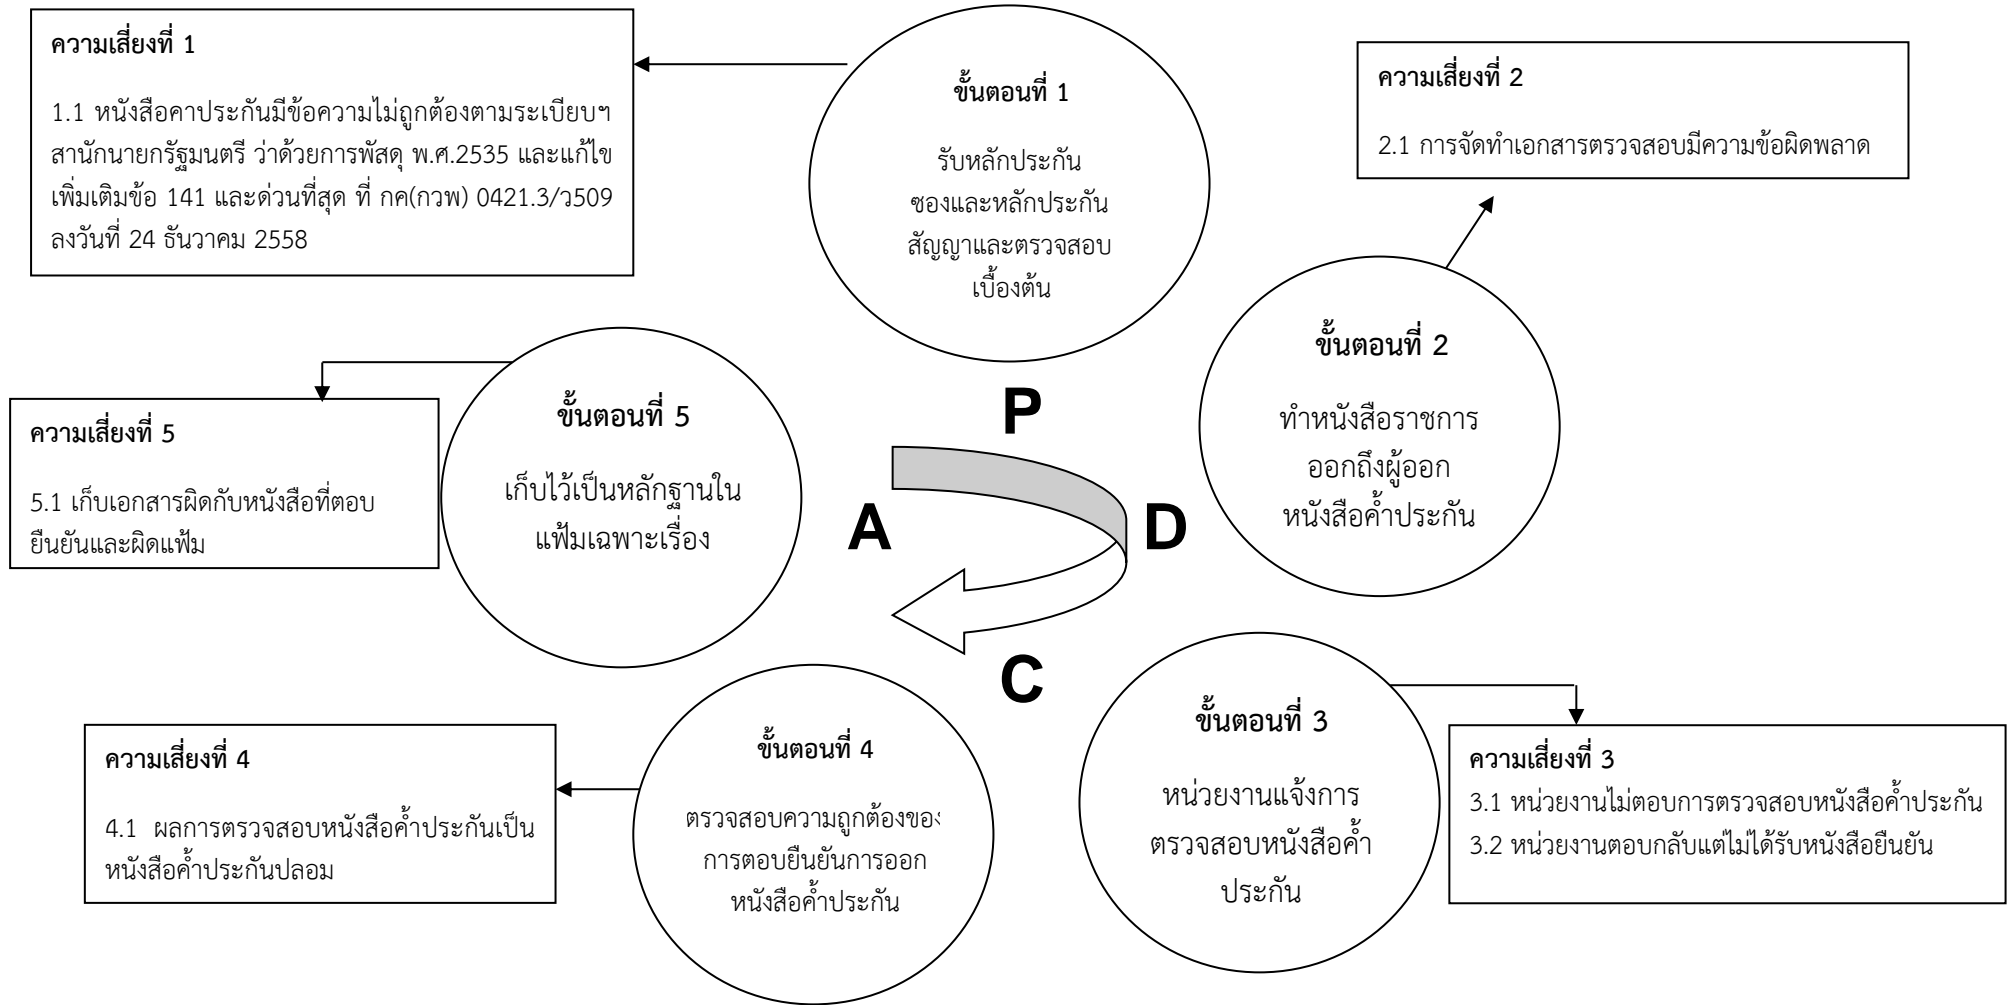 ความเสี่ยงที่ 1
1.1 หนังสือคาประกันมีข้อความไม่ถูกต้องตามระเบียบฯ
สานักนายกรัฐมนตรี ว่าด้วยการพัสดุ พ.ศ.2535 และแก้ไข
เพิ่มเติมข้อ 141 และด่วนที่สุด ที่ กค(กวพ) 0421.3/ว509
ลงวันที่ 24 ธันวาคม 2558
ขั้นตอนที่ 1
รับหลักประกัน
ซองและหลักประกัน
สัญญาและตรวจสอบ
เบื้องต้น
ความเสี่ยงที่ 2
2.1 การจัดทำเอกสารตรวจสอบมีความข้อผิดพลาด
ขั้นตอนที่ 2
ทำหนังสือราชการ
ออกถึงผู้ออก
หนังสือค้ำประกัน
ขั้นตอนที่ 5
เก็บไว้เป็นหลักฐานใน
แฟ้มเฉพาะเรื่อง
ความเสี่ยงที่ 5
5.1 เก็บเอกสารผิดกับหนังสือที่ตอบ
ยืนยันและผิดแฟ้ม
P
A
D
C
ความเสี่ยงที่ 4
4.1 ผลการตรวจสอบหนังสือค้ำประกันเป็น
หนังสือค้ำประกันปลอม
ขั้นตอนที่ 4
ตรวจสอบความถูกต้องของ
การตอบยืนยันการออก
หนังสือค้ำประกัน
ขั้นตอนที่ 3
หน่วยงานแจ้งการ
ตรวจสอบหนังสือค้ำ
ประกัน
ความเสี่ยงที่ 3
3.1 หน่วยงานไม่ตอบการตรวจสอบหนังสือค้ำประกัน
3.2 หน่วยงานตอบกลับแต่ไม่ได้รับหนังสือยืนยัน